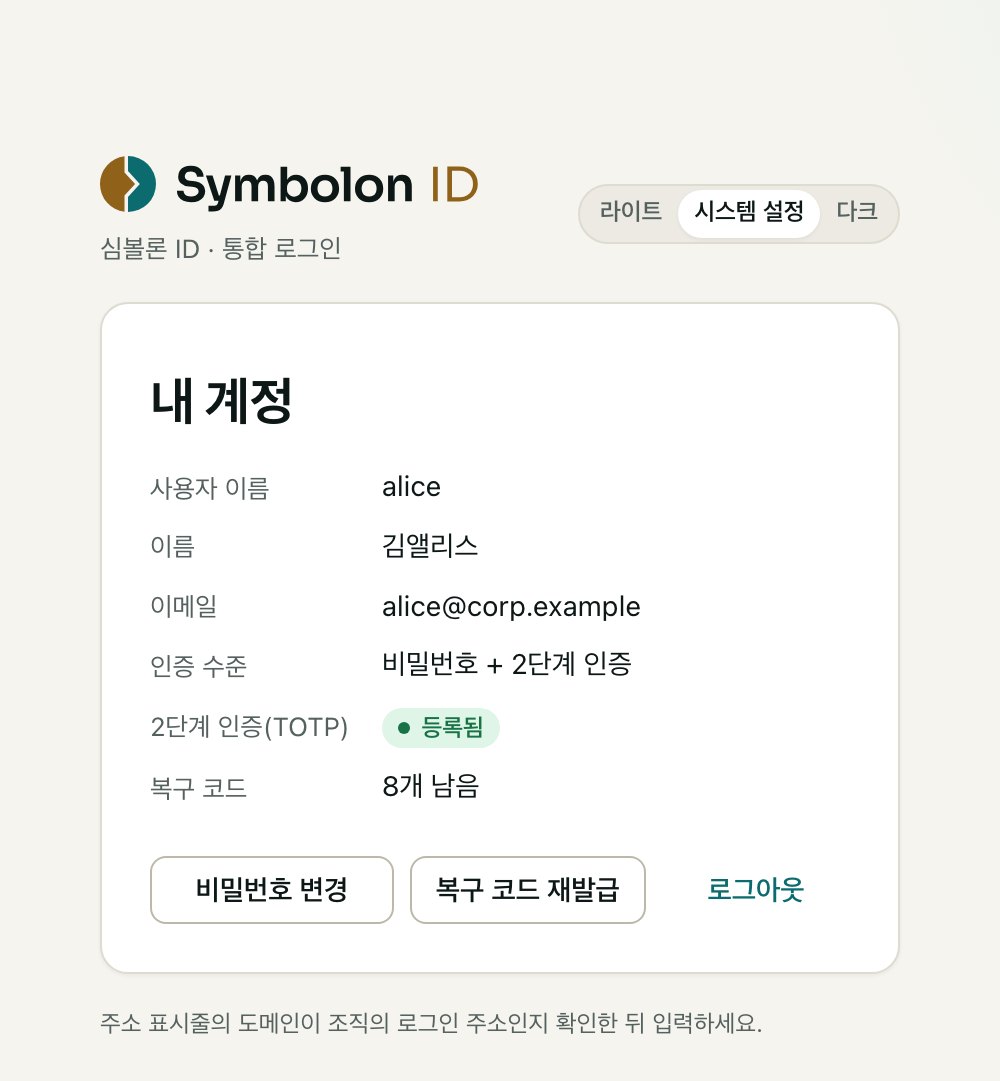 Symbolon ID
심볼론 ID · 통합 로그인
라이트 시스템 설정 다크
내 계정
사용자 이름 alice
이름 김앨리스
이메일 alice@corp.example
인증 수준 비밀번호 + 2단계 인증
2단계 인증(TOTP) 등록됨
복구 코드 8개 남음
비밀번호 변경 복구 코드 재발급 로그아웃
주소 표시줄의 도메인이 조직의 로그인 주소인지 확인한 뒤 입력하세요.